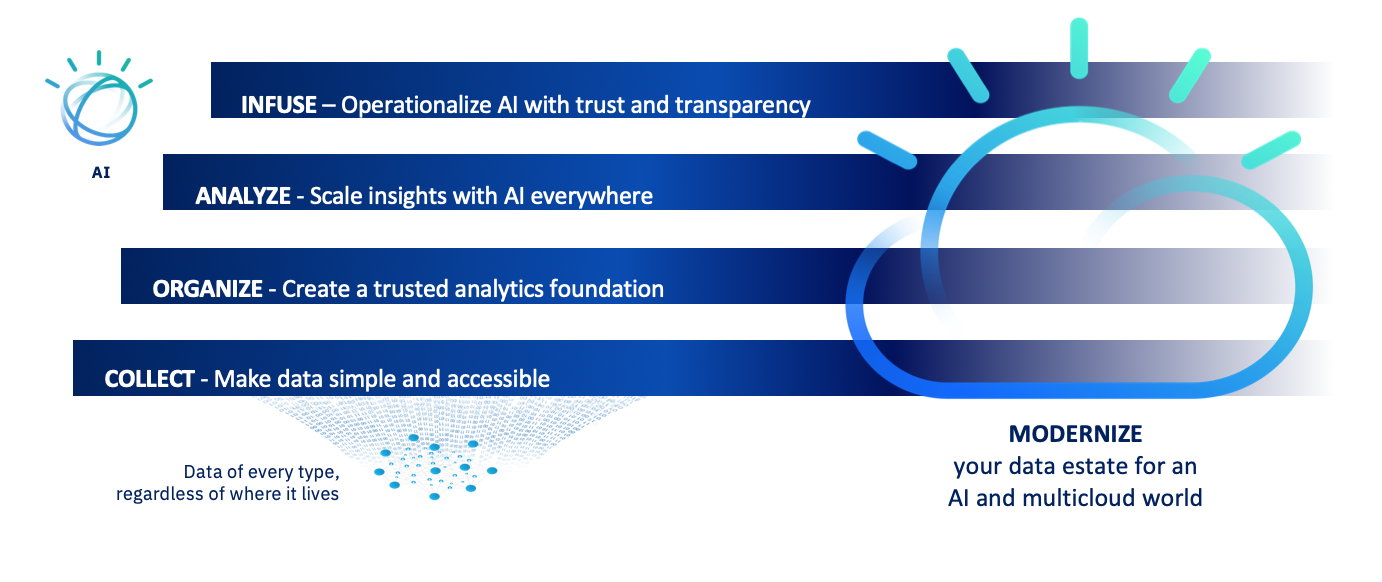 INFUSE – Operationalize AI with trust and transparency
AI
ANALYZE - Scale insights with AI everywhere
ORGANIZE - Create a trusted analytics foundation
COLLECT - Make data simple and accessible
Data of every type,
regardless of where it lives
MODERNIZE
your data estate for an
AI and multicloud world